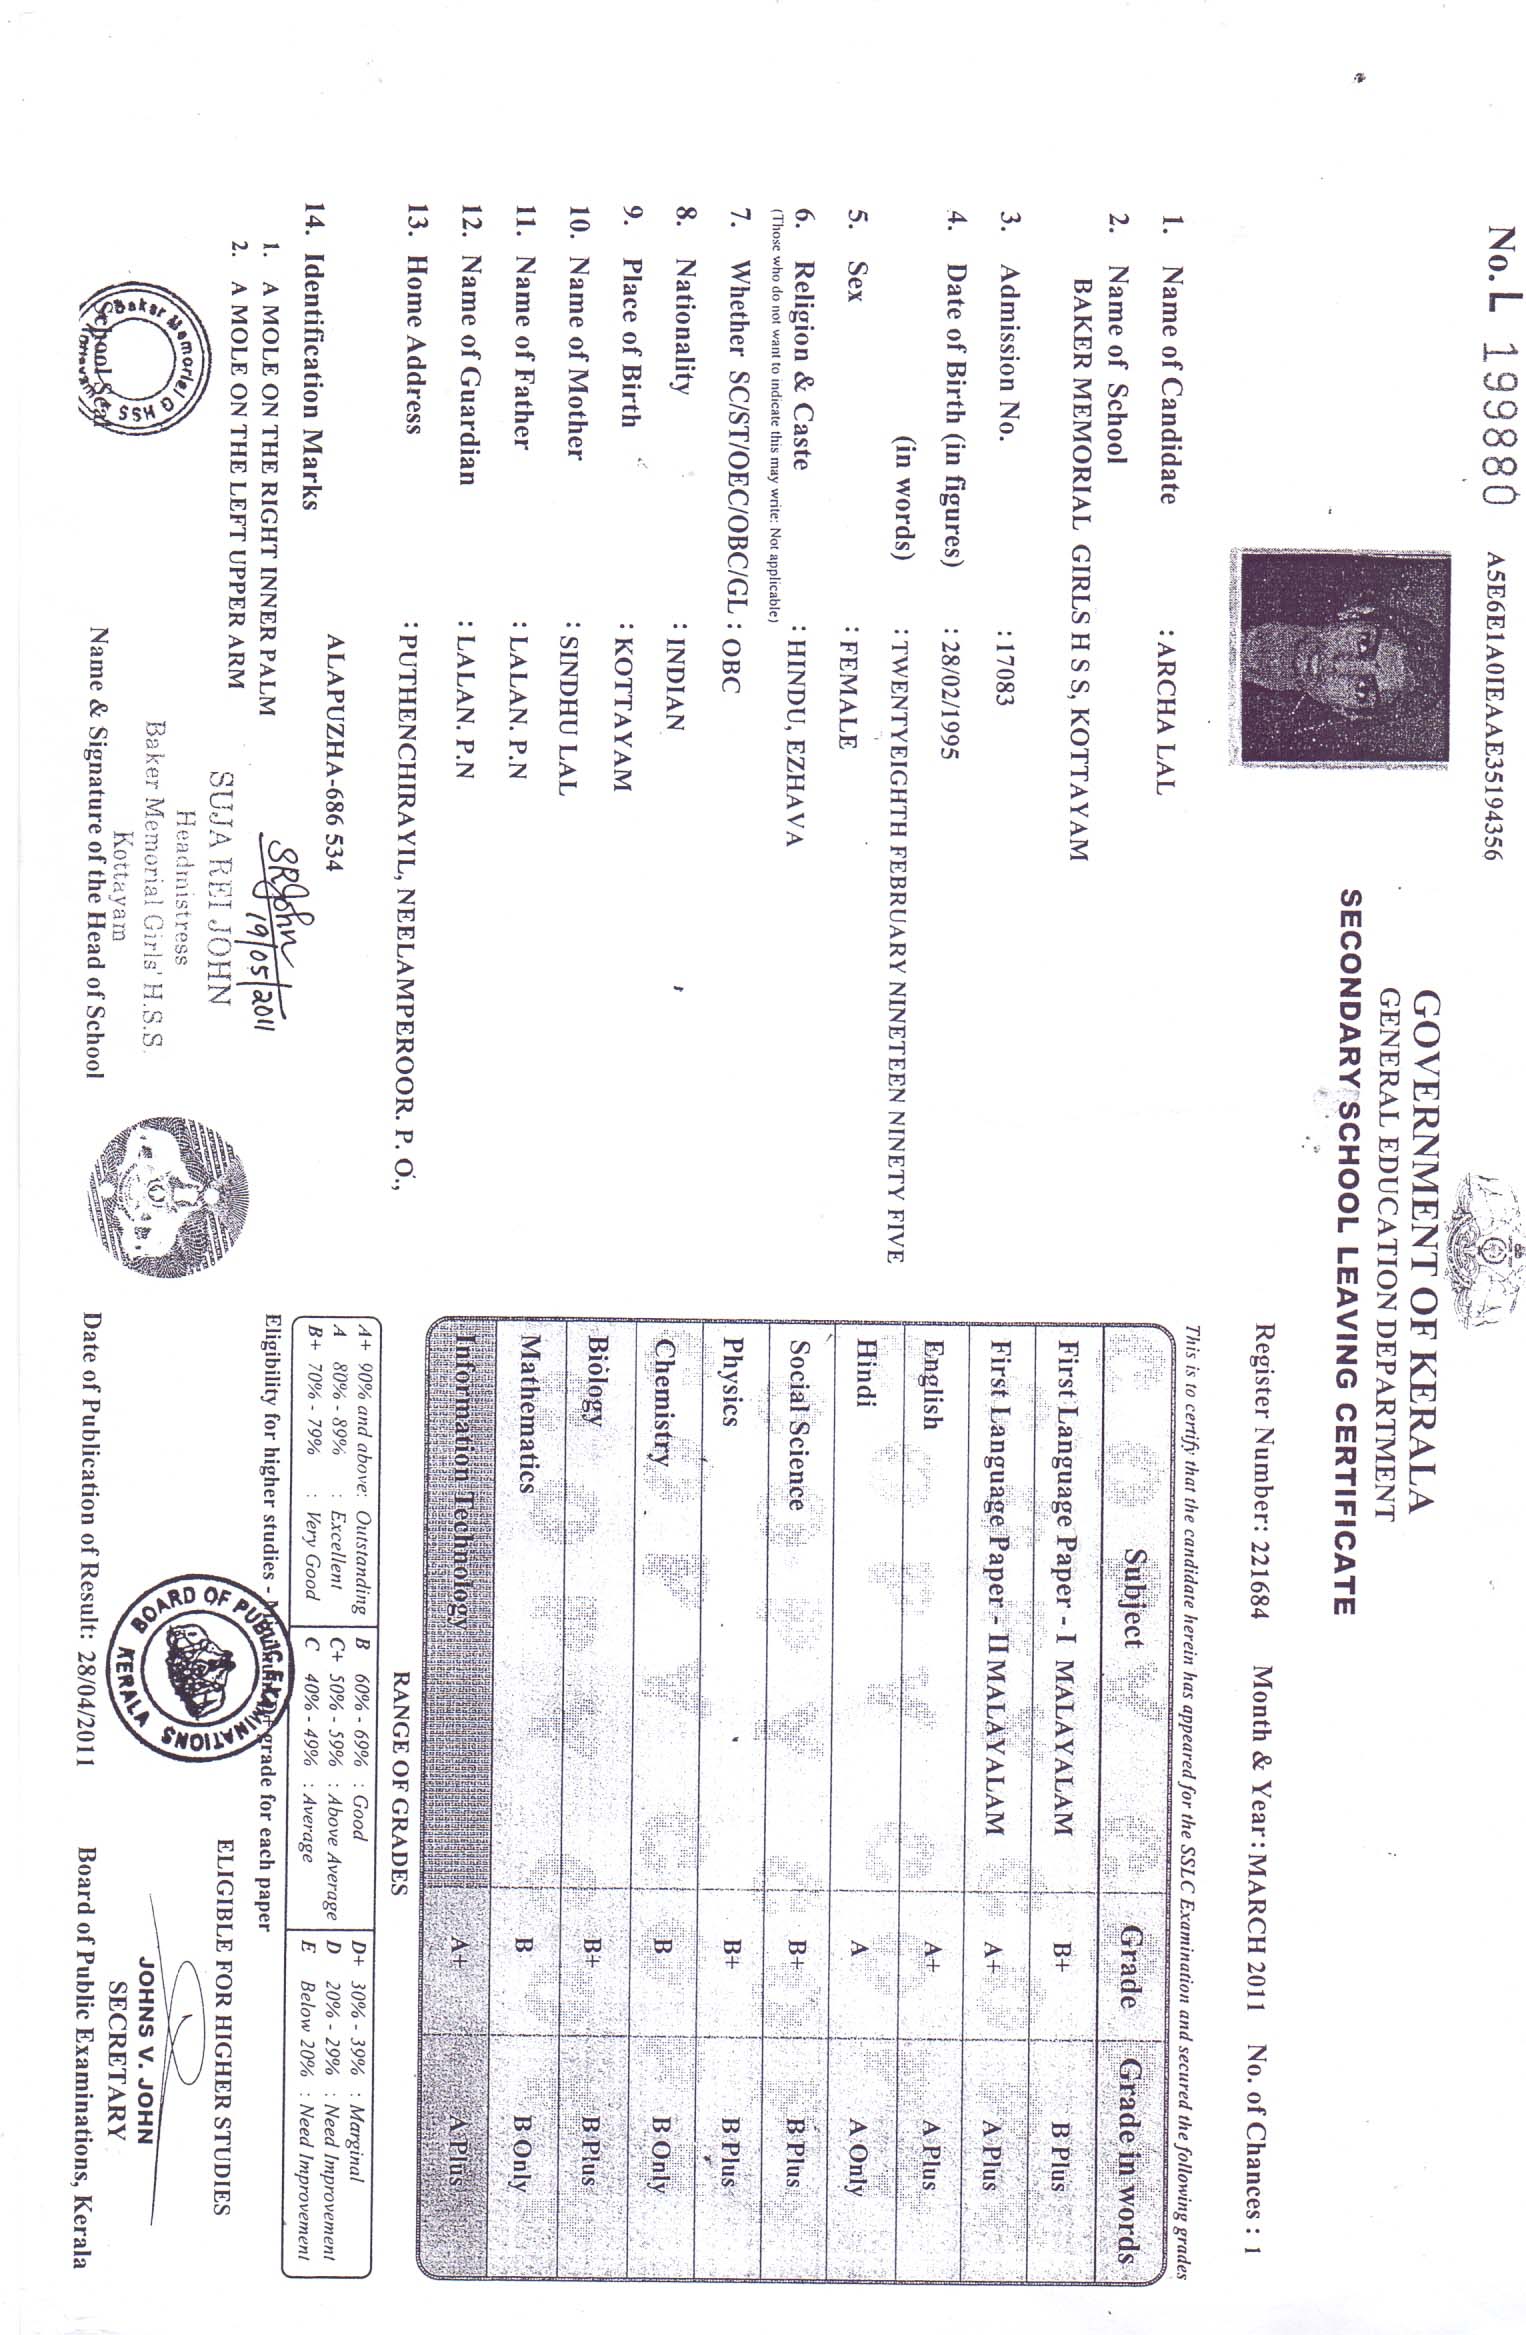 No. L 199880 A5E6E1A0IEAAE35194356
GOVERNMENT OF KERALA
GENERAL EDUCATION DEPARTMENT
SECONDARY SCHOOL LEAVING CERTIFICATE
1. Name of Candidate : ARCHA LAL
2. Name of School
BAKER MEMORIAL GIRLS H S S, KOTTAYAM
3. Admission No. : 17083
4. Date of Birth (in figures) : 28/02/1995
(in words) : TWENTYEIGHTH FEBRUARY NINETEEN NINETY FIVE
5. Sex : FEMALE
6. Religion & Caste : HINDU, EZHAVA
(Those who do not want to indicate this may write: Not applicable)
7. Whether SC/ST/OEC/OBC/GL : OBC
8. Nationality : INDIAN
9. Place of Birth : KOTTAYAM
10. Name of Mother : SINDHU LAL
11. Name of Father : LALAN. P.N
12. Name of Guardian : LALAN. P.N
13. Home Address : PUTHENCHIRAYIL, NEELAMPEROOR. P. O.,
ALAPUZHA-686 534
14. Identification Marks
1. A MOLE ON THE RIGHT INNER PALM
2. A MOLE ON THE LEFT UPPER ARM
SRJohn
19/05/2011
SUJA REI JOHN
Headmistress
Baker Memorial Girls' H.S.S.
Kottayam
Name & Signature of the Head of School
Baker Memorial G HSS
School Seal
Register Number: 221684 Month & Year: MARCH 2011 No. of Chances : 1
This is to certify that the candidate herein has appeared for the SSLC Examination and secured the following grades
Subject Grade Grade in words
First Language Paper - I MALAYALAM B+ B Plus
First Language Paper - II MALAYALAM A+ A Plus
English A+ A Plus
Hindi A A Only
Social Science B+ B Plus
Physics B+ B Plus
Chemistry B B Only
Biology B+ B Plus
Mathematics B B Only
Information Technology A+ A Plus
RANGE OF GRADES
A+ 90% and above: Outstanding B 60% - 69% : Good D+ 30% - 39% : Marginal
A 80% - 89% : Excellent C+ 50% - 59% : Above Average D 20% - 29% : Need Improvement
B+ 70% - 79% : Very Good C 40% - 49% : Average E Below 20% : Need Improvement
Eligibility for higher studies - D+ grade for each paper
BOARD OF PUBLIC EXAMINATIONS KERALA
ELIGIBLE FOR HIGHER STUDIES
JOHNS V. JOHN
SECRETARY
Date of Publication of Result: 28/04/2011 Board of Public Examinations, Kerala